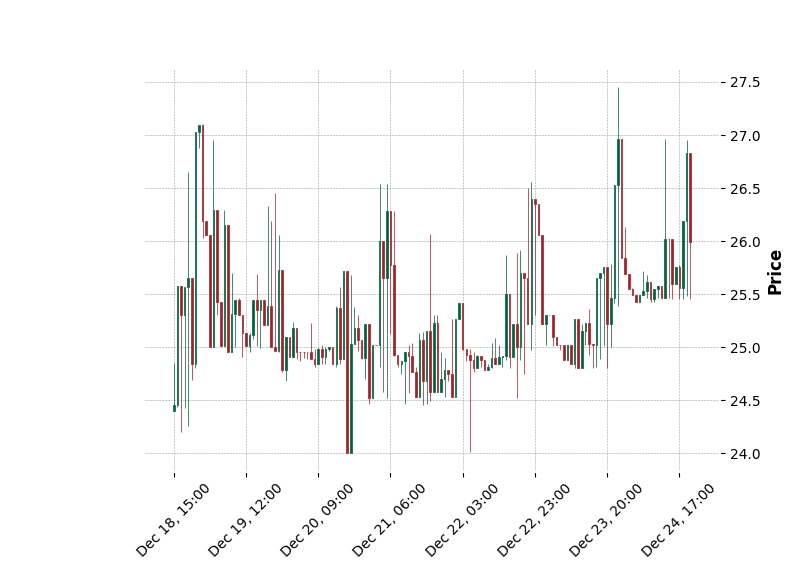 27.5
27.0
26.5
26.0
25.5
25.0
24.5
24.0
Price
Dec 18, 15:00
Dec 19, 12:00
Dec 20, 09:00
Dec 21, 06:00
Dec 22, 03:00
Dec 22, 23:00
Dec 23, 20:00
Dec 24, 17:00